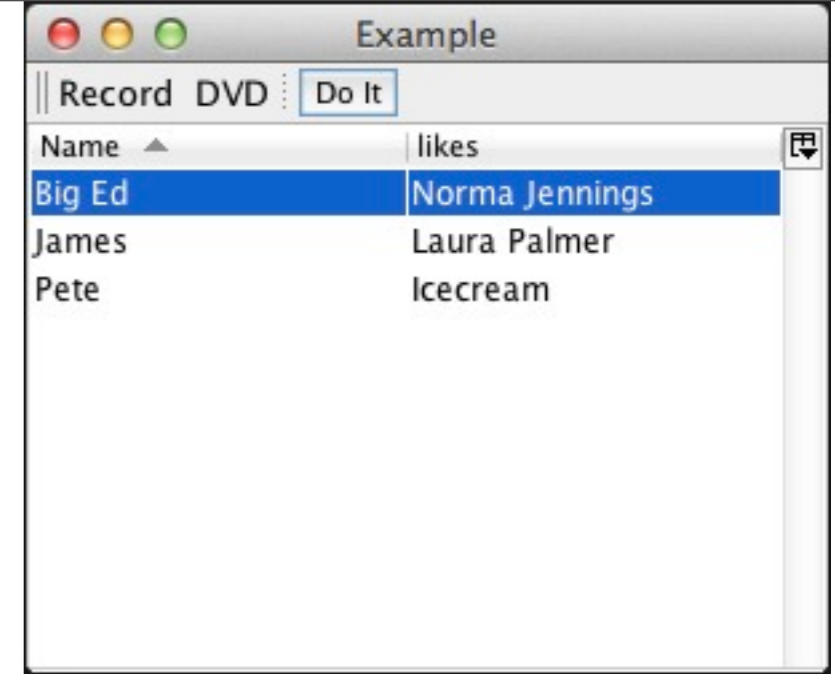 Example
Record DVD Do It
Name likes
Big Ed Norma Jennings
James Laura Palmer
Pete Icecream